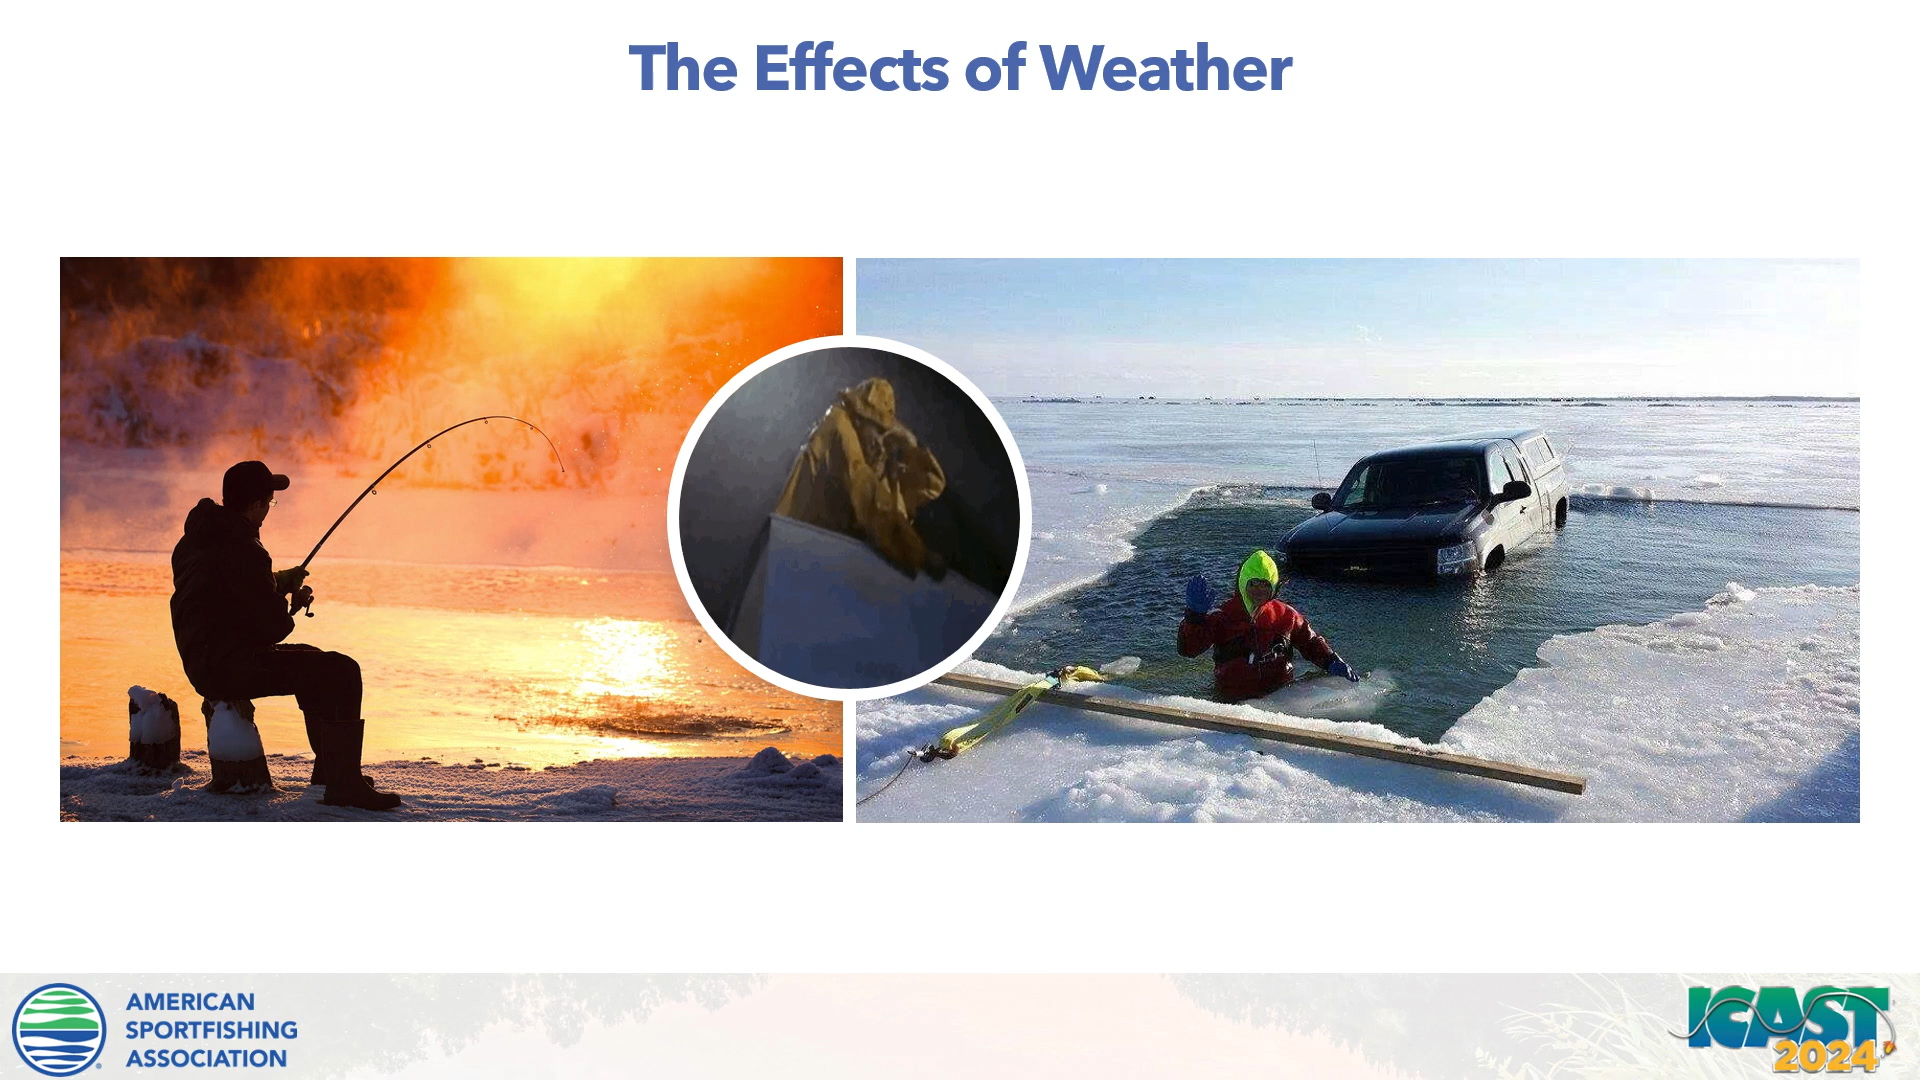 The Effects of Weather
AMERICAN
SPORTFISHING
ASSOCIATION
ICAST
2024